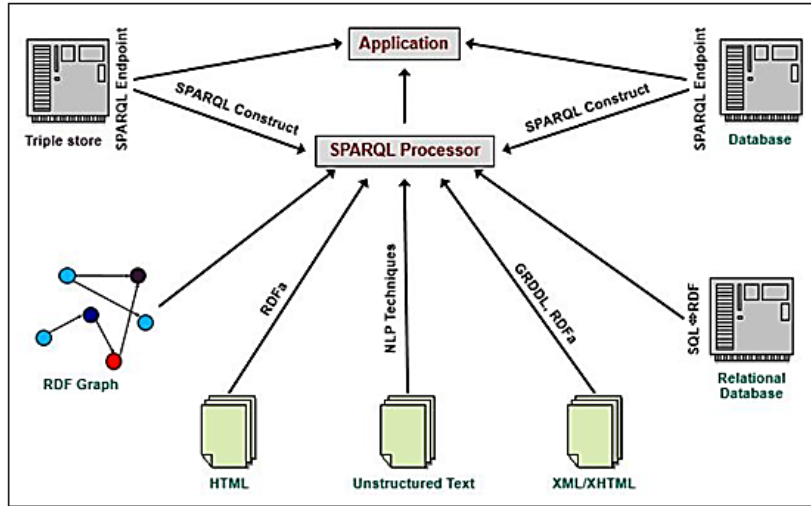 Application
SPARQL Endpoint
SPARQL Construct
SPARQL Construct
SPARQL Endpoint
Triple store
SPARQL Processor
Database
RDFa
NLP Techniques
GRDDL, RDFa
SQL⇔RDF
RDF Graph
Relational
Database
HTML
Unstructured Text
XML/XHTML